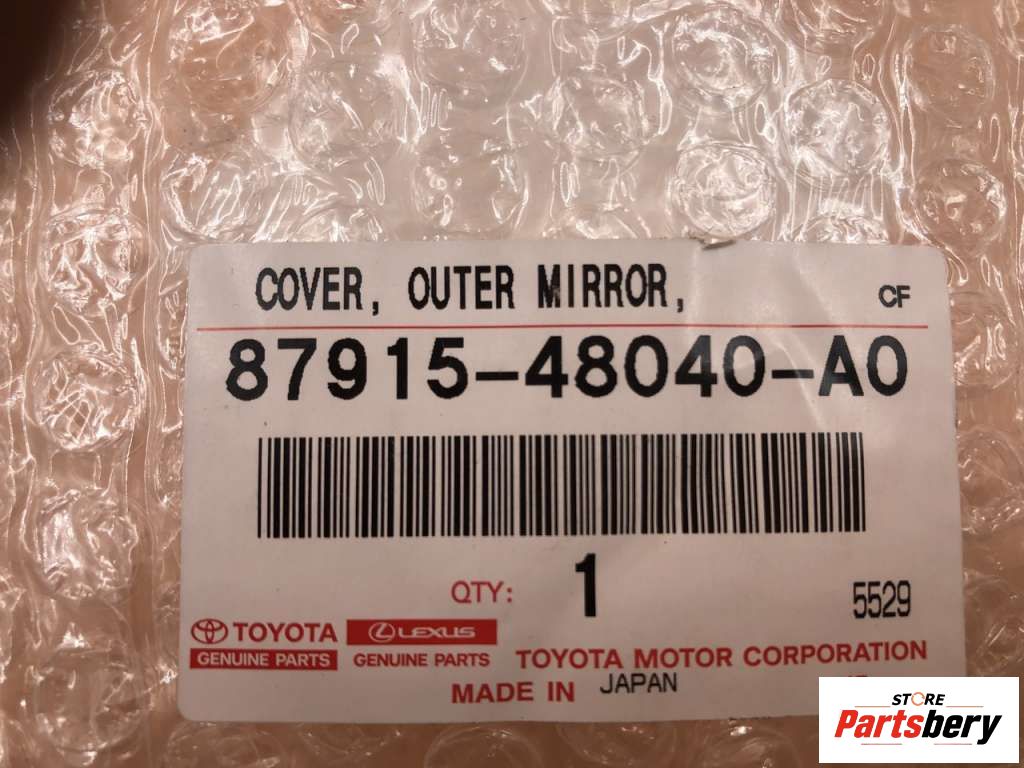 COVER, OUTER MIRROR,
CF
87915-48040-A0
QTY: 1
5529
TOYOTA LEXUS
GENUINE PARTS GENUINE PARTS
TOYOTA MOTOR CORPORATION
MADE IN JAPAN
STORE
Partsbery